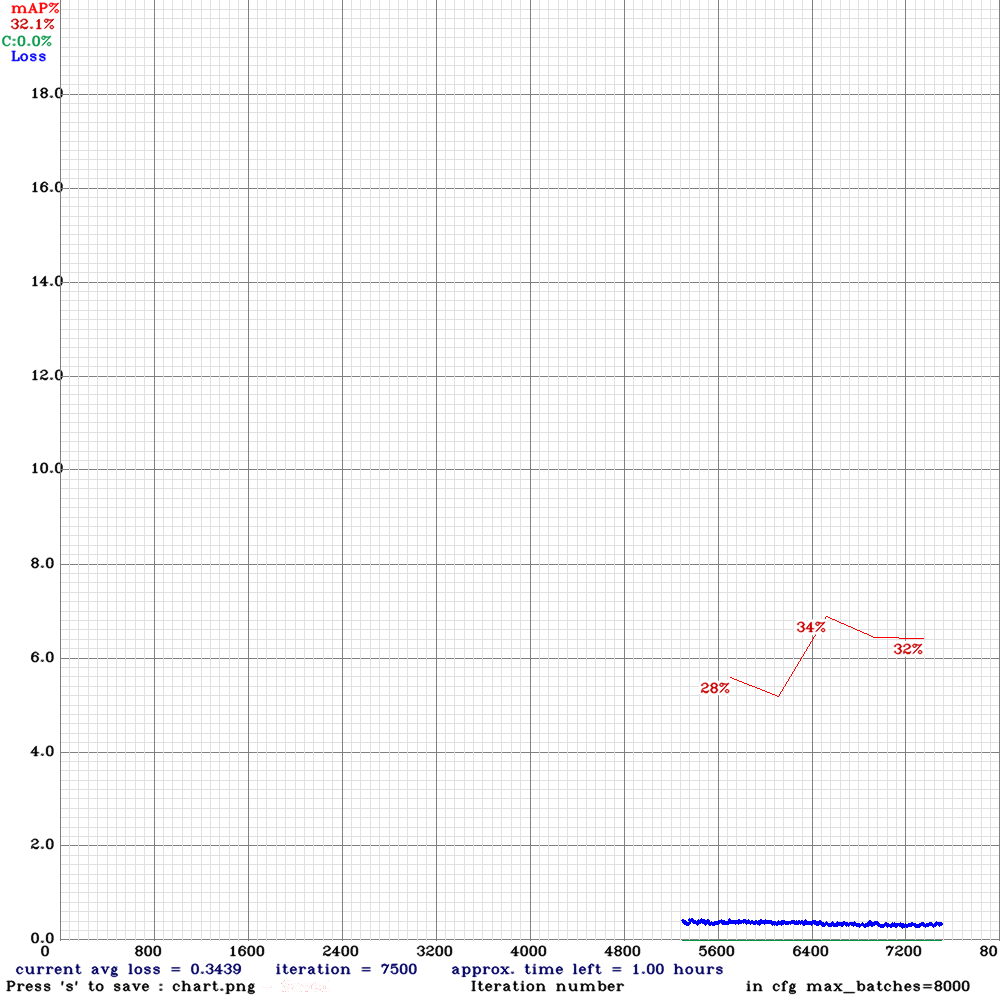 mAP%
32.1%
C:0.0%
Loss
18.0
16.0
14.0
12.0
10.0
8.0
6.0
4.0
2.0
0.0
34%
28%
32%
0 800 1600 2400 3200 4000 4800 5600 6400 7200 80
current avg loss = 0.3439 iteration = 7500 approx. time left = 1.00 hours
Press 's' to save : chart.png Iteration number in cfg max_batches=8000